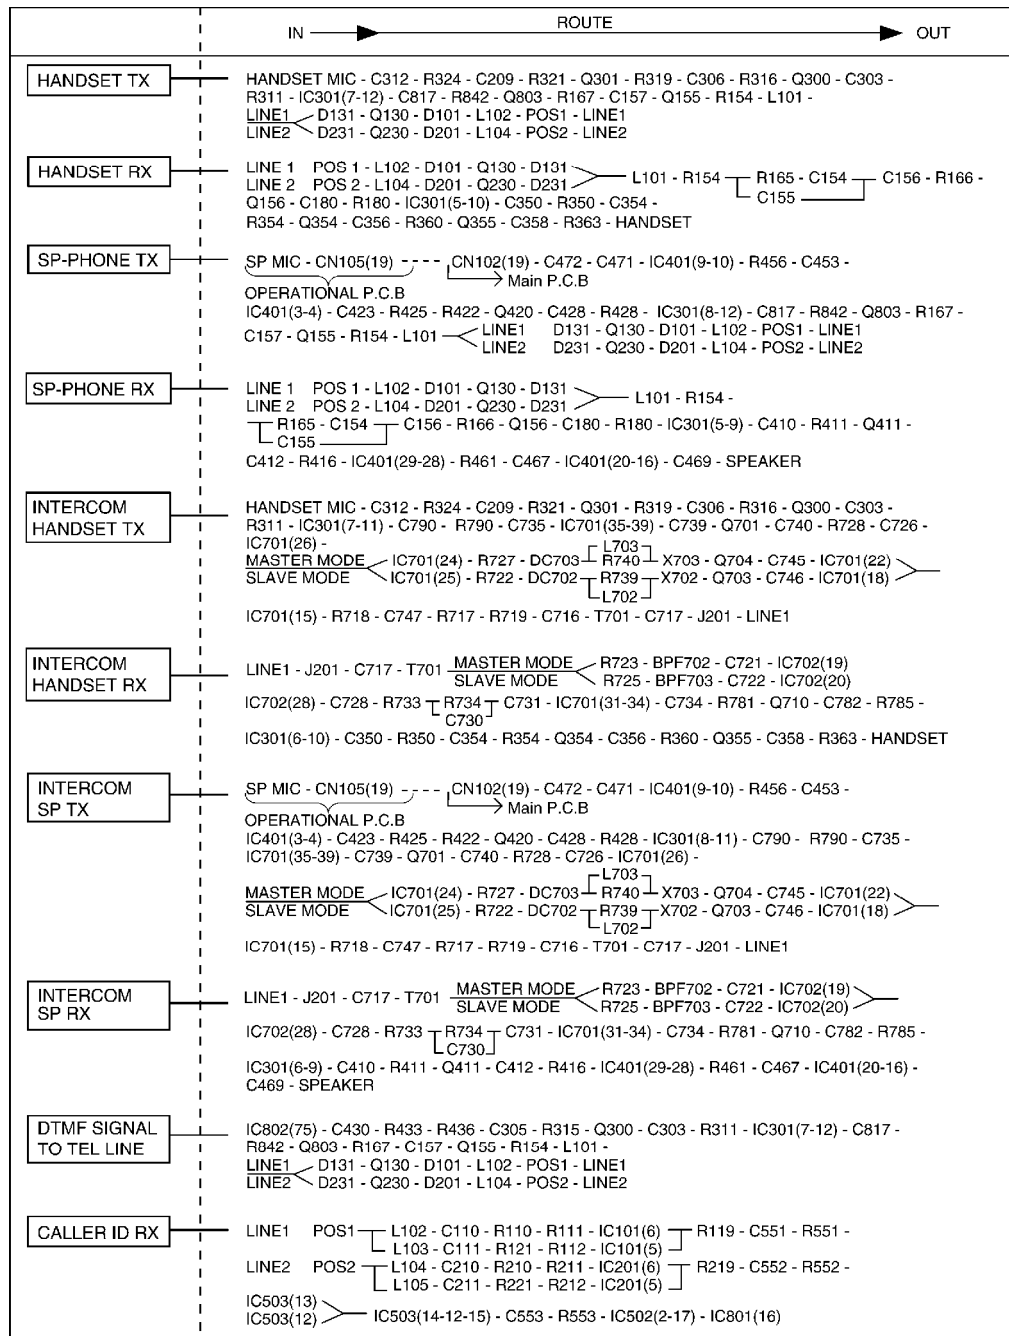 IN ROUTE OUT
HANDSET TX
HANDSET MIC - C312 - R324 - C209 - R321 - Q301 - R319 - C306 - R316 - Q300 - C303 -
R311 - IC301(7-12) - C817 - R842 - Q803 - R167 - C157 - Q155 - R154 - L101 -
LINE1 D131 - Q130 - D101 - L102 - POS1 - LINE1
LINE2 D231 - Q230 - D201 - L104 - POS2 - LINE2
HANDSET RX
LINE 1 POS 1 - L102 - D101 - Q130 - D131
LINE 2 POS 2 - L104 - D201 - Q230 - D231
L101 - R154 R165 - C154 C156 - R166 -
C155
Q156 - C180 - R180 - IC301(5-10) - C350 - R350 - C354 -
R354 - Q354 - C356 - R360 - Q355 - C358 - R363 - HANDSET
SP-PHONE TX
SP MIC - CN105(19) - - - - CN102(19) - C472 - C471 - IC401(9-10) - R456 - C453 -
Main P.C.B
OPERATIONAL P.C.B
IC401(3-4) - C423 - R425 - R422 - Q420 - C428 - R428 - IC301(8-12) - C817 - R842 - Q803 - R167 -
C157 - Q155 - R154 - L101 LINE1 D131 - Q130 - D101 - L102 - POS1 - LINE1
LINE2 D231 - Q230 - D201 - L104 - POS2 - LINE2
SP-PHONE RX
LINE 1 POS 1 - L102 - D101 - Q130 - D131
LINE 2 POS 2 - L104 - D201 - Q230 - D231
L101 - R154 -
R165 - C154 C156 - R166 - Q156 - C180 - R180 - IC301(5-9) - C410 - R411 - Q411 -
C155
C412 - R416 - IC401(29-28) - R461 - C467 - IC401(20-16) - C469 - SPEAKER
INTERCOM
HANDSET TX
HANDSET MIC - C312 - R324 - C209 - R321 - Q301 - R319 - C306 - R316 - Q300 - C303 -
R311 - IC301(7-11) - C790 - R790 - C735 - IC701(35-39) - C739 - Q701 - C740 - R728 - C726 -
IC701(26) -
L703
MASTER MODE IC701(24) - R727 - DC703 R740 X703 - Q704 - C745 - IC701(22)
SLAVE MODE IC701(25) - R722 - DC702 R739 X702 - Q703 - C746 - IC701(18)
L702
IC701(15) - R718 - C747 - R717 - R719 - C716 - T701 - C717 - J201 - LINE1
INTERCOM
HANDSET RX
LINE1 - J201 - C717 - T701 MASTER MODE R723 - BPF702 - C721 - IC702(19)
SLAVE MODE R725 - BPF703 - C722 - IC702(20)
IC702(28) - C728 - R733 R734 C731 - IC701(31-34) - C734 - R781 - Q710 - C782 - R785 -
C730
IC301(6-10) - C350 - R350 - C354 - R354 - Q354 - C356 - R360 - Q355 - C358 - R363 - HANDSET
INTERCOM
SP TX
SP MIC - CN105(19) - - - - CN102(19) - C472 - C471 - IC401(9-10) - R456 - C453 -
Main P.C.B
OPERATIONAL P.C.B
IC401(3-4) - C423 - R425 - R422 - Q420 - C428 - R428 - IC301(8-11) - C790 - R790 - C735 -
IC701(35-39) - C739 - Q701 - C740 - R728 - C726 - IC701(26) -
L703
MASTER MODE IC701(24) - R727 - DC703 R740 X703 - Q704 - C745 - IC701(22)
SLAVE MODE IC701(25) - R722 - DC702 R739 X702 - Q703 - C746 - IC701(18)
L702
IC701(15) - R718 - C747 - R717 - R719 - C716 - T701 - C717 - J201 - LINE1
INTERCOM
SP RX
LINE1 - J201 - C717 - T701 MASTER MODE R723 - BPF702 - C721 - IC702(19)
SLAVE MODE R725 - BPF703 - C722 - IC702(20)
IC702(28) - C728 - R733 R734 C731 - IC701(31-34) - C734 - R781 - Q710 - C782 - R785 -
C730
IC301(6-9) - C410 - R411 - Q411 - C412 - R416 - IC401(29-28) - R461 - C467 - IC401(20-16) -
C469 - SPEAKER
DTMF SIGNAL
TO TEL LINE
IC802(75) - C430 - R433 - R436 - C305 - R315 - Q300 - C303 - R311 - IC301(7-12) - C817 -
R842 - Q803 - R167 - C157 - Q155 - R154 - L101 -
LINE1 D131 - Q130 - D101 - L102 - POS1 - LINE1
LINE2 D231 - Q230 - D201 - L104 - POS2 - LINE2
CALLER ID RX
LINE1 POS1 L102 - C110 - R110 - R111 - IC101(6) R119 - C551 - R551 -
L103 - C111 - R121 - R112 - IC101(5)
LINE2 POS2 L104 - C210 - R210 - R211 - IC201(6) R219 - C552 - R552 -
L105 - C211 - R221 - R212 - IC201(5)
IC503(13)
IC503(12) IC503(14-12-15) - C553 - R553 - IC502(2-17) - IC801(16)